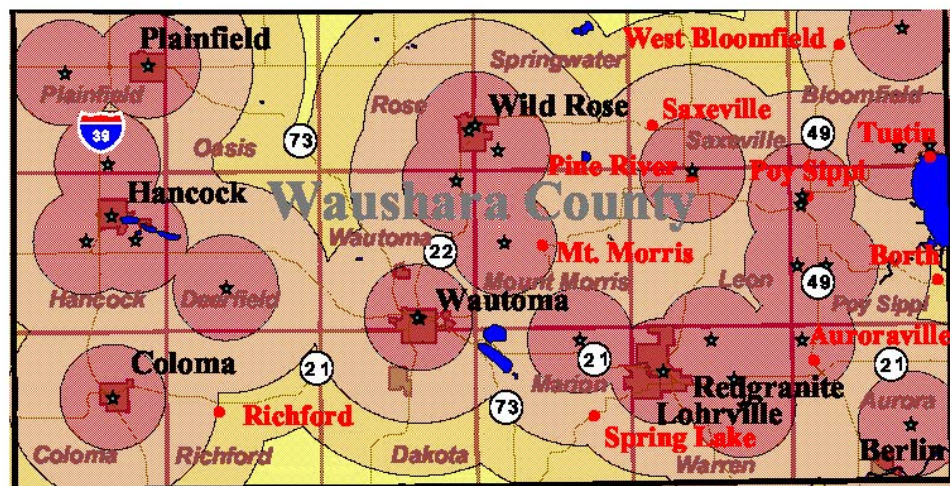 Plainfield
West Bloomfield
Springwater
Plainfield
Rose
Wild Rose
Bloomfield
Saxeville
39
73
49
Saxeville
Tustin
Oasis
Pine River
Poy Sippi
Hancock
Waushara County
Wautoma
22
Mt. Morris
Borth
Mount Morris
Leon
49
Hancock
Deerfield
Wautoma
Poy Sippi
Auroraville
Coloma
21
21
21
Marion
Redgranite
Aurora
73
Richford
Lohrville
Spring Lake
Berlin
Coloma
Richford
Dakota
Warren